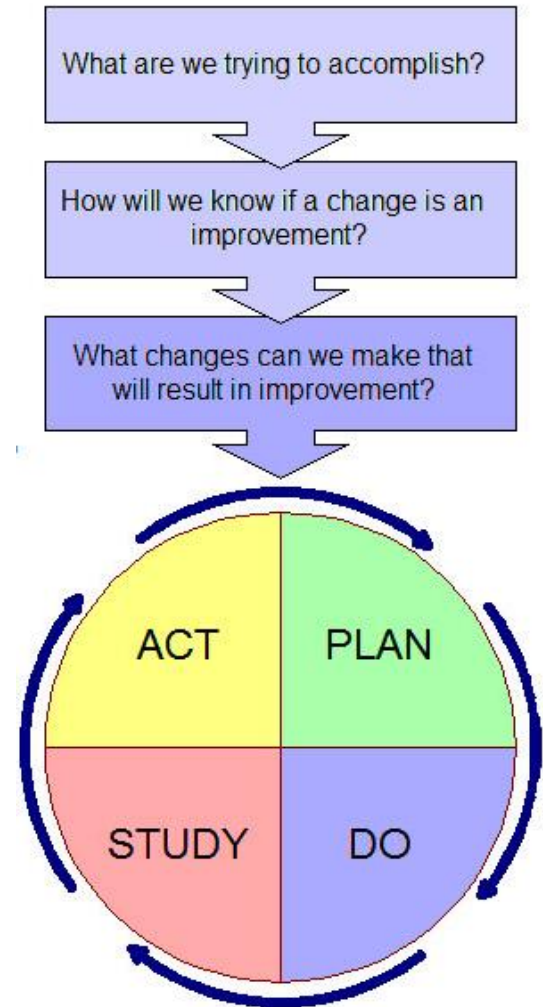 What are we trying to accomplish?
How will we know if a change is an
improvement?
What changes can we make that
will result in improvement?
ACT
PLAN
STUDY
DO